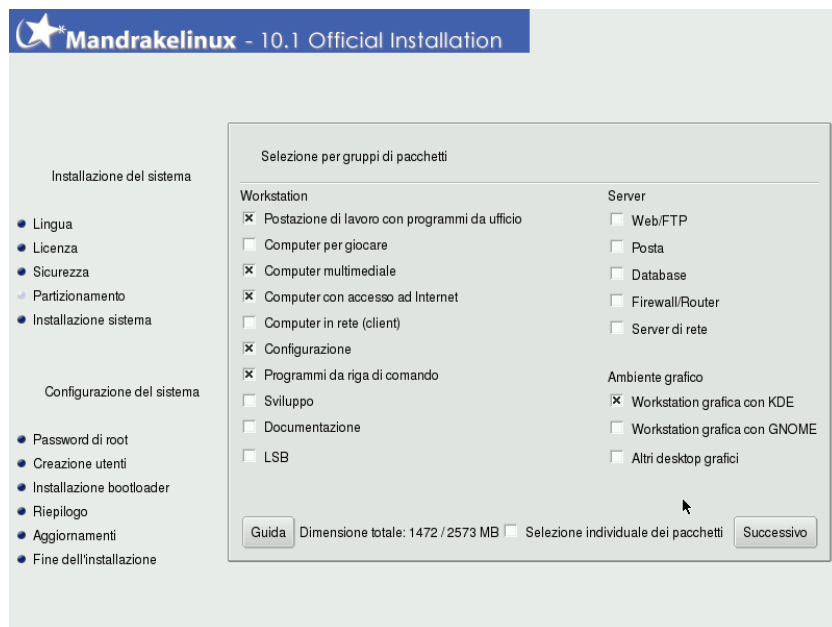 Mandrakelinux - 10.1 Official Installation
Installazione del sistema
Lingua
Licenza
Sicurezza
Partizionamento
Installazione sistema
Configurazione del sistema
Password di root
Creazione utenti
Installazione bootloader
Riepilogo
Aggiornamenti
Fine dell'installazione
Selezione per gruppi di pacchetti
Workstation
Postazione di lavoro con programmi da ufficio
Computer per giocare
Computer multimediale
Computer con accesso ad Internet
Computer in rete (client)
Configurazione
Programmi da riga di comando
Sviluppo
Documentazione
LSB
Server
Web/FTP
Posta
Database
Firewall/Router
Server di rete
Ambiente grafico
Workstation grafica con KDE
Workstation grafica con GNOME
Altri desktop grafici
Guida Dimensione totale: 1472 / 2573 MB Selezione individuale dei pacchetti Successivo